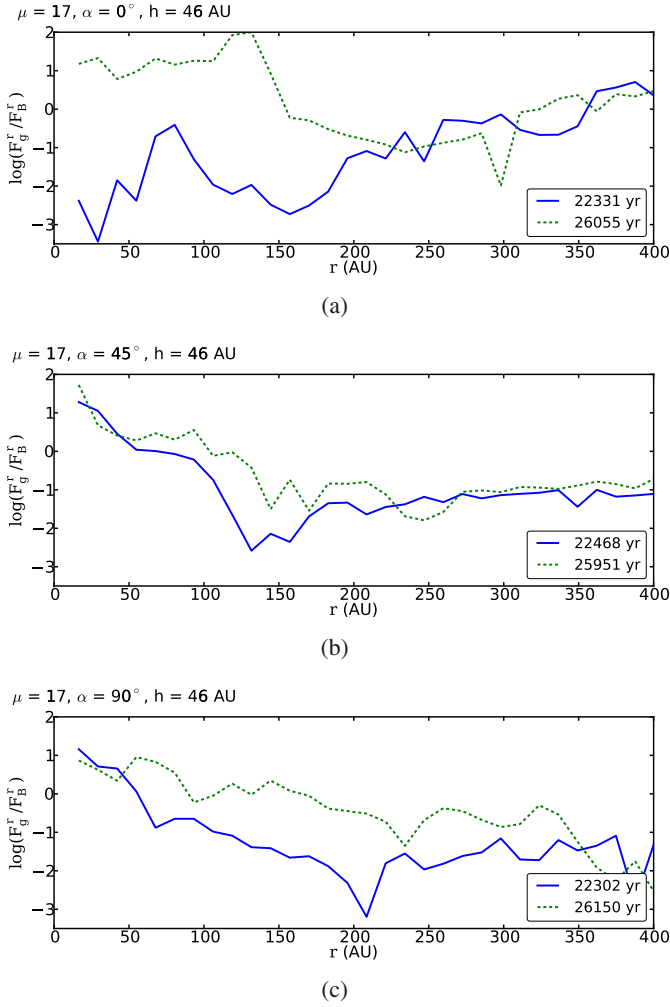 μ = 17, α = 0°, h = 46 AU
log(F_g^r/F_B^r)
2
1
0
−1
−2
−3
22331 yr
26055 yr
0 50 100 150 200 250 300 350 400
r (AU)
(a)
μ = 17, α = 45°, h = 46 AU
log(F_g^r/F_B^r)
2
1
0
−1
−2
−3
22468 yr
25951 yr
0 50 100 150 200 250 300 350 400
r (AU)
(b)
μ = 17, α = 90°, h = 46 AU
log(F_g^r/F_B^r)
2
1
0
−1
−2
−3
22302 yr
26150 yr
0 50 100 150 200 250 300 350 400
r (AU)
(c)